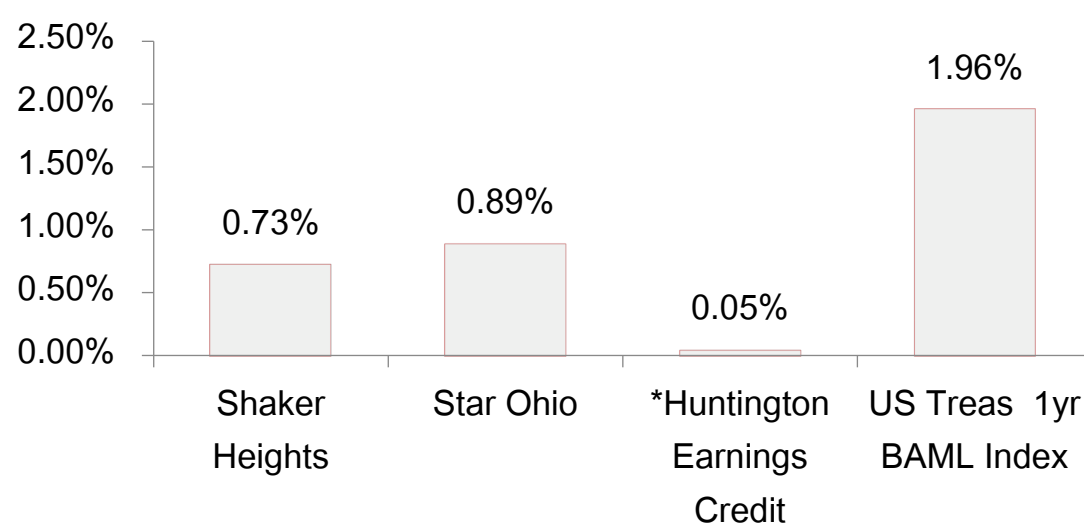 2.50%
2.00%
1.50%
1.00%
0.50%
0.00%
0.73%
0.89%
0.05%
1.96%
Shaker
Heights
Star Ohio
*Huntington
Earnings
Credit
US Treas  1yr
BAML Index